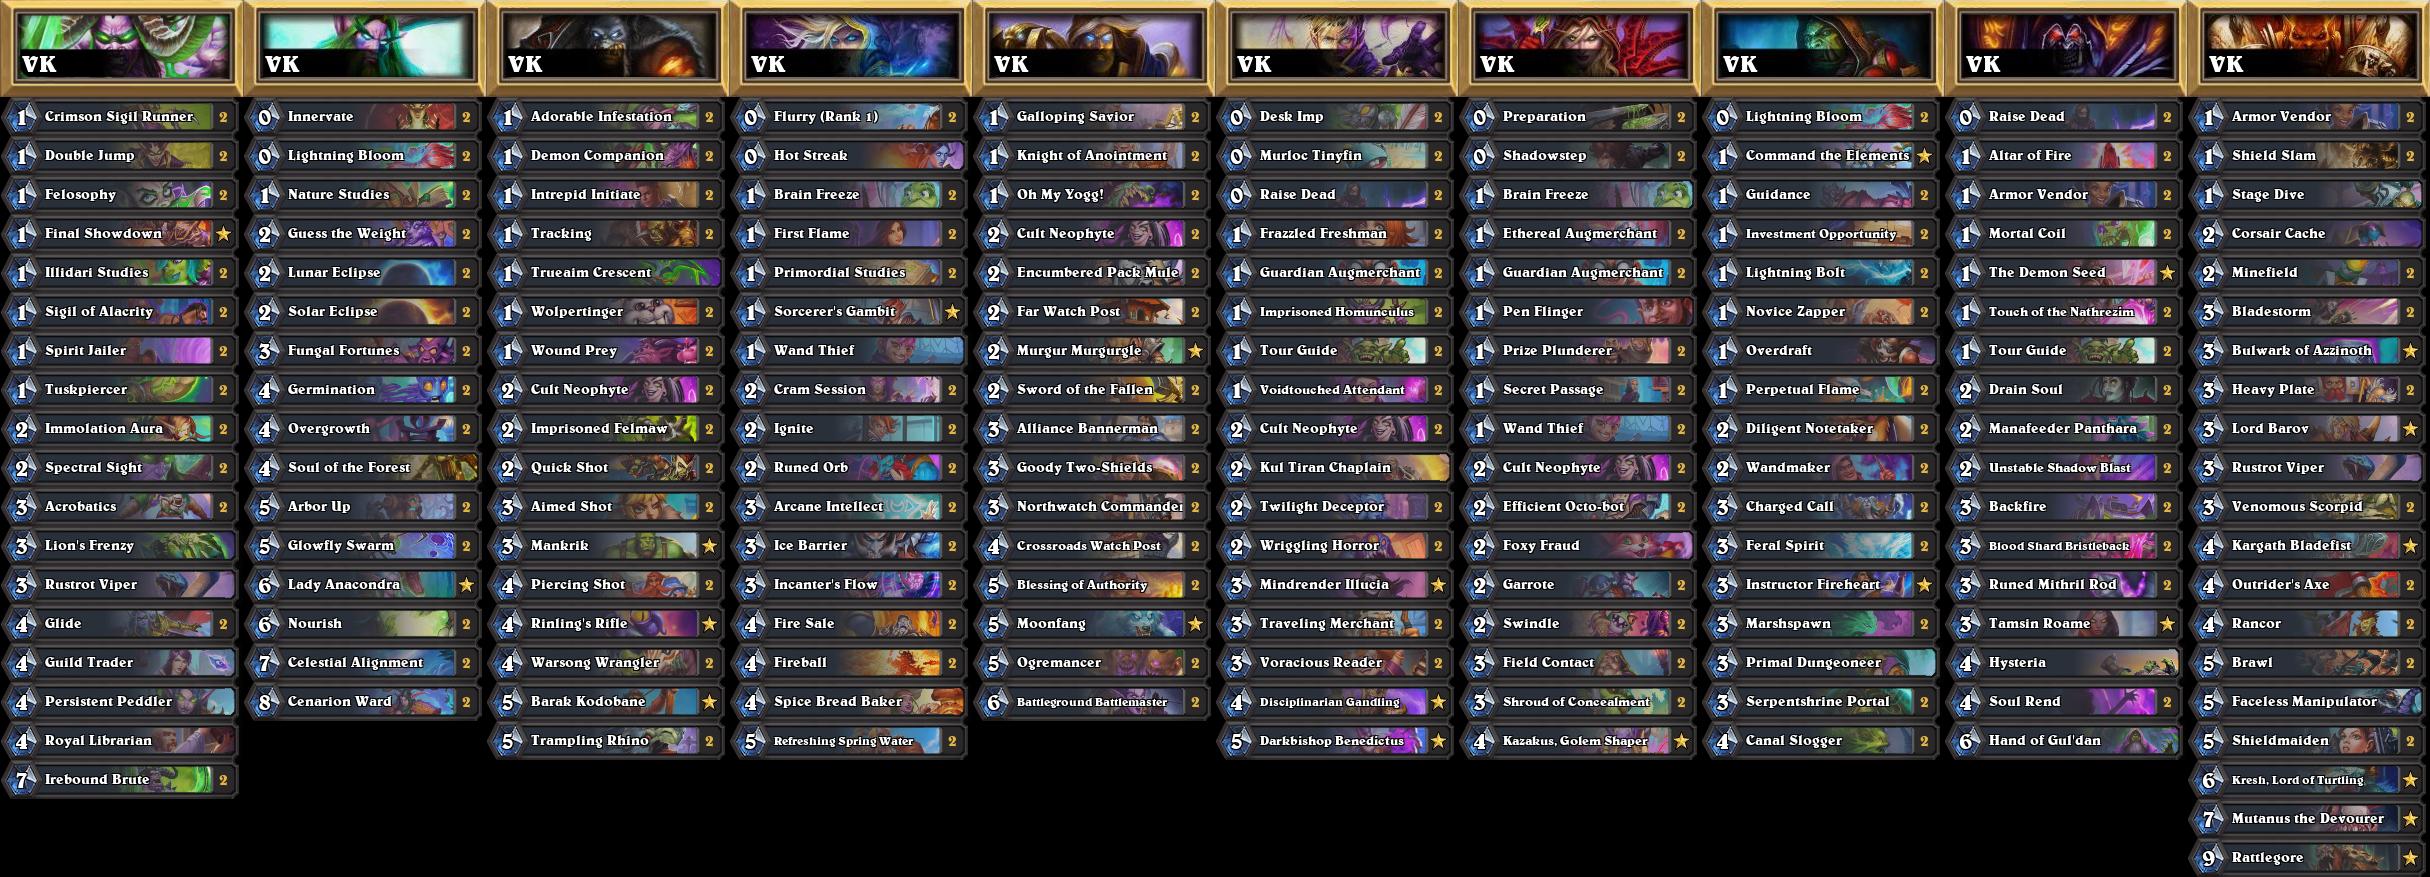 VK
1 Crimson Sigil Runner 2
1 Double Jump 2
1 Felosophy 2
1 Final Showdown
1 Illidari Studies 2
1 Sigil of Alacrity 2
1 Spirit Jailer 2
1 Tuskpiercer 2
2 Immolation Aura 2
2 Spectral Sight 2
3 Acrobatics 2
3 Lion's Frenzy
3 Rustrot Viper
4 Glide 2
4 Guild Trader 2
4 Persistent Peddler
4 Royal Librarian
7 Irebound Brute 2
VK
0 Innervate 2
0 Lightning Bloom 2
1 Nature Studies 2
2 Guess the Weight 2
2 Lunar Eclipse 2
2 Solar Eclipse 2
3 Fungal Fortunes 2
4 Germination 2
4 Overgrowth 2
4 Soul of the Forest
5 Arbor Up 2
5 Glowfly Swarm 2
6 Lady Anacondra
6 Nourish 2
7 Celestial Alignment 2
8 Cenarion Ward 2
VK
1 Adorable Infestation 2
1 Demon Companion 2
1 Intrepid Initiate 2
1 Tracking 2
1 Trueaim Crescent
1 Wolpertinger 2
1 Wound Prey 2
2 Cult Neophyte 2
2 Imprisoned Felmaw 2
2 Quick Shot 2
3 Aimed Shot 2
3 Mankrik
4 Piercing Shot 2
4 Rinling's Rifle
4 Warsong Wrangler 2
5 Barak Kodobane
5 Trampling Rhino 2
VK
0 Flurry (Rank 1) 2
0 Hot Streak
1 Brain Freeze 2
1 First Flame 2
1 Primordial Studies 2
1 Sorcerer's Gambit
1 Wand Thief
2 Cram Session 2
2 Ignite 2
2 Runed Orb 2
3 Arcane Intellect 2
3 Ice Barrier 2
3 Incanter's Flow 2
4 Fire Sale 2
4 Fireball 2
4 Spice Bread Baker
5 Refreshing Spring Water 2
VK
1 Galloping Savior 2
1 Knight of Anointment 2
1 Oh My Yogg! 2
2 Cult Neophyte 2
2 Encumbered Pack Mule 2
2 Far Watch Post 2
2 Murgur Murgurgle
2 Sword of the Fallen 2
3 Alliance Bannerman 2
3 Goody Two-Shields 2
3 Northwatch Commander 2
4 Crossroads Watch Post 2
5 Blessing of Authority 2
5 Moonfang
5 Ogremancer 2
6 Battleground Battlemaster 2
VK
0 Desk Imp 2
0 Murloc Tinyfin 2
0 Raise Dead 2
1 Frazzled Freshman 2
1 Guardian Augmerchant 2
1 Imprisoned Homunculus 2
1 Tour Guide 2
1 Voidtouched Attendant 2
2 Cult Neophyte 2
2 Kul Tiran Chaplain
2 Twilight Deceptor 2
2 Wriggling Horror 2
3 Mindrender Illucia
3 Traveling Merchant 2
3 Voracious Reader 2
4 Disciplinarian Gandling
5 Darkbishop Benedictus
VK
0 Preparation 2
0 Shadowstep 2
1 Brain Freeze 2
1 Ethereal Augmerchant 2
1 Guardian Augmerchant 2
1 Pen Flinger
1 Prize Plunderer 2
1 Secret Passage 2
1 Wand Thief 2
2 Cult Neophyte 2
2 Efficient Octo-bot 2
2 Foxy Fraud
2 Garrote 2
2 Swindle 2
3 Field Contact 2
3 Shroud of Concealment 2
4 Kazakus, Golem Shaper
VK
0 Lightning Bloom 2
1 Command the Elements
1 Guidance 2
1 Investment Opportunity 2
1 Lightning Bolt 2
1 Novice Zapper 2
1 Overdraft
1 Perpetual Flame 2
2 Diligent Notetaker 2
2 Wandmaker 2
3 Charged Call 2
3 Feral Spirit 2
3 Instructor Fireheart
3 Marshspawn 2
3 Primal Dungeoneer
3 Serpentshrine Portal 2
4 Canal Slogger 2
VK
0 Raise Dead 2
1 Altar of Fire 2
1 Armor Vendor 2
1 Mortal Coil 2
1 The Demon Seed
1 Touch of the Nathrezim 2
1 Tour Guide 2
2 Drain Soul 2
2 Manafeeder Panthara 2
2 Unstable Shadow Blast 2
3 Backfire 2
3 Blood Shard Bristleback 2
3 Runed Mithril Rod 2
3 Tamsin Roame
4 Hysteria
4 Soul Rend 2
6 Hand of Gul'dan 2
VK
1 Armor Vendor 2
1 Shield Slam 2
1 Stage Dive
2 Corsair Cache
2 Minefield 2
3 Bladestorm 2
3 Bulwark of Azzinoth
3 Heavy Plate 2
3 Lord Barov
3 Rustrot Viper
3 Venomous Scorpid 2
4 Kargath Bladefist
4 Outrider's Axe 2
4 Rancor 2
5 Brawl 2
5 Faceless Manipulator
5 Shieldmaiden 2
6 Kresh, Lord of Turtling
7 Mutanus the Devourer
9 Rattlegore